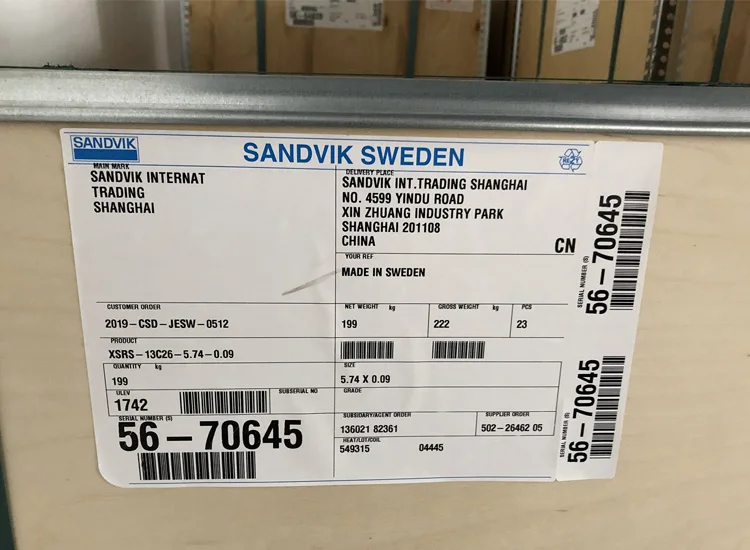 SANDVIK
SANDVIK SWEDEN
MAIN MARK
SANDVIK INTERNAT
TRADING
SHANGHAI
DELIVERY PLACE
SANDVIK INT.TRADING SHANGHAI
NO. 4599 YINDU ROAD
XIN ZHUANG INDUSTRY PARK
SHANGHAI 201108
CHINA
CN
YOUR REF
MADE IN SWEDEN
CUSTOMER ORDER
2019-CSD-JESW-0512
NET WEIGHT kg
199
GROSS WEIGHT kg
222
PCS
23
PRODUCT
XSRS-13C26-5.74-0.09
QUANTITY kg
199
SIZE
5.74 X 0.09
ULEV
1742
SUBSERIAL NO
GRADE
SERIAL NUMBER (S)
56-70645
SUBSIDARY/AGENT ORDER
136021 82361
SUPPLIER ORDER
502-26462 05
HEAT/LOT/COIL
549315 04445
SERIAL NUMBER (S)
56-70645
SERIAL NUMBER (S)
56-70645